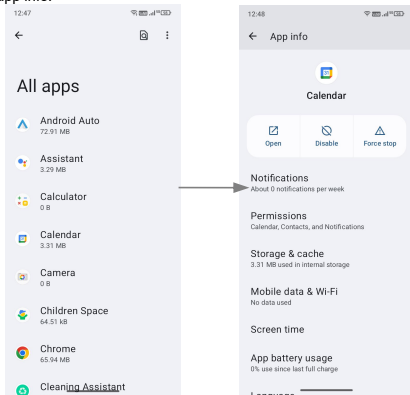 app info.
12:47
All apps
Android Auto
72.91 MB
Assistant
3.29 MB
Calculator
0 B
Calendar
3.31 MB
Camera
0 B
Children Space
64.51 kB
Chrome
65.94 MB
Cleaning Assistant
12:48
App info
Calendar
Open Disable Force stop
Notifications
About 0 notifications per week
Permissions
Calendar, Contacts, and Notifications
Storage & cache
3.31 MB used in internal storage
Mobile data & Wi-Fi
No data used
Screen time
App battery usage
0% use since last full charge
Language